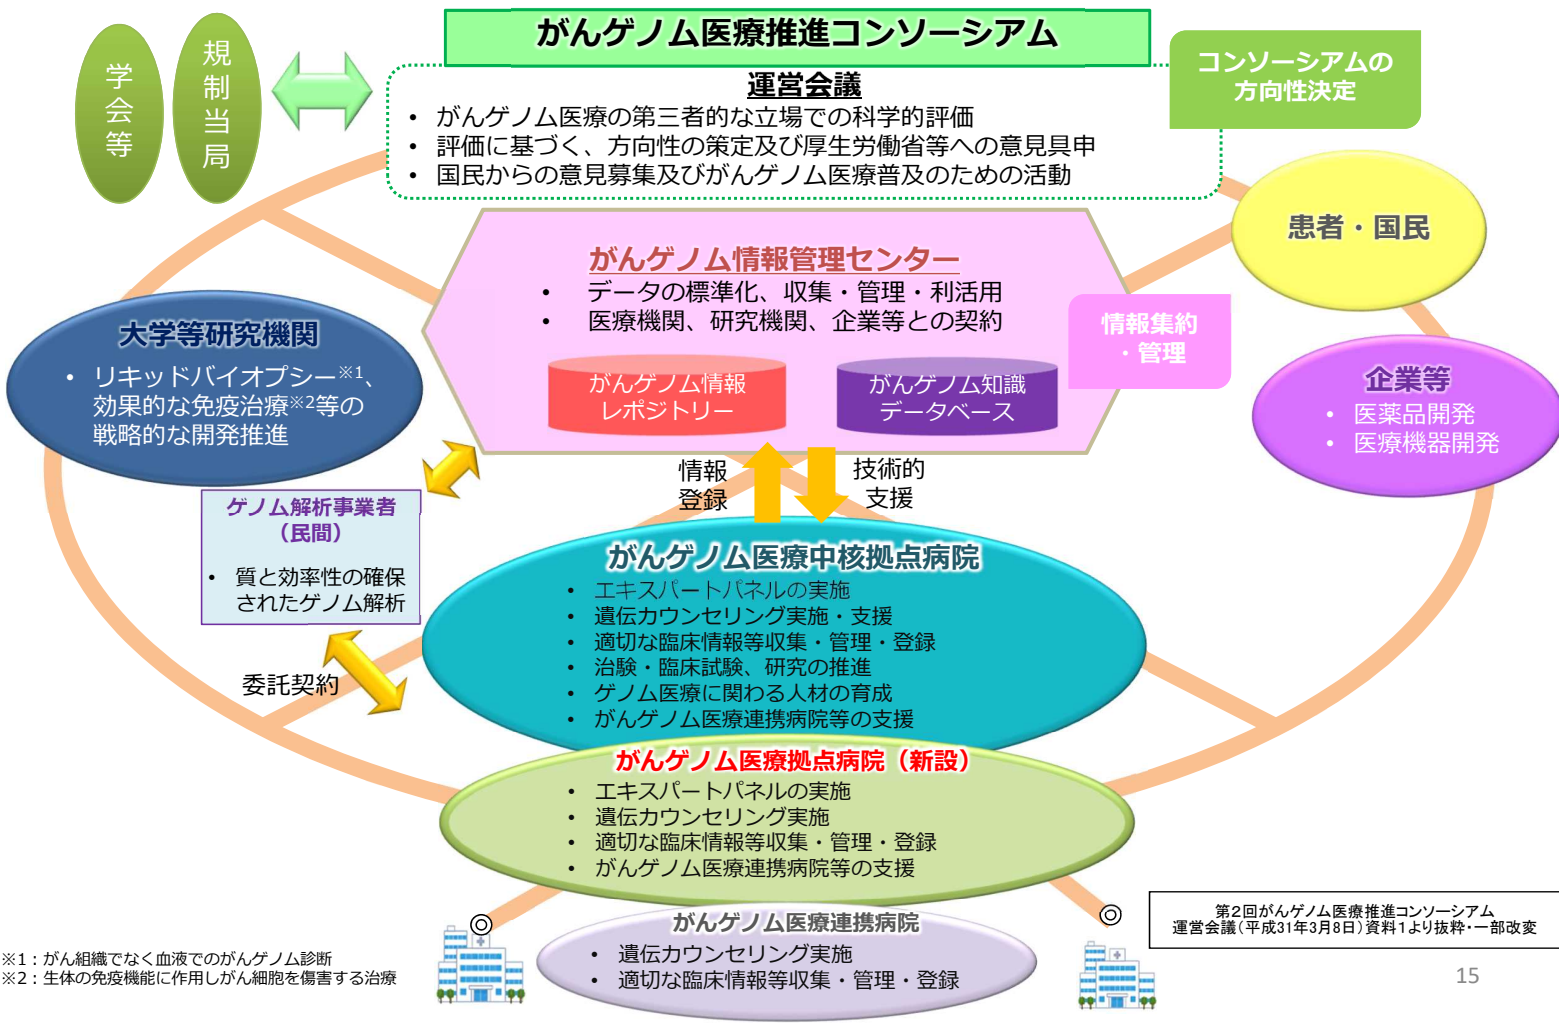 がんゲノム医療推進コンソーシアム
学会等
規制当局
運営会議
• がんゲノム医療の第三者的な立場での科学的評価
• 評価に基づく、方向性の策定及び厚生労働省等への意見具申
• 国民からの意見募集及びがんゲノム医療普及のための活動
コンソーシアムの
方向性決定
患者・国民
がんゲノム情報管理センター
• データの標準化、収集・管理・利活用
• 医療機関、研究機関、企業等との契約
情報集約
・管理
がんゲノム情報
レポジトリー
がんゲノム知識
データベース
大学等研究機関
• リキッドバイオプシー※1、
効果的な免疫治療※2等の
戦略的な開発推進
企業等
• 医薬品開発
• 医療機器開発
情報
登録
技術的
支援
ゲノム解析事業者
（民間）
• 質と効率性の確保
されたゲノム解析
委託契約
がんゲノム医療中核拠点病院
• エキスパートパネルの実施
• 遺伝カウンセリング実施・支援
• 適切な臨床情報等収集・管理・登録
• 治験・臨床試験、研究の推進
• ゲノム医療に関わる人材の育成
• がんゲノム医療連携病院等の支援
がんゲノム医療拠点病院（新設）
• エキスパートパネルの実施
• 遺伝カウンセリング実施
• 適切な臨床情報等収集・管理・登録
• がんゲノム医療連携病院等の支援
がんゲノム医療連携病院
• 遺伝カウンセリング実施
• 適切な臨床情報等収集・管理・登録
◎
◎
第2回がんゲノム医療推進コンソーシアム
運営会議（平成31年3月8日）資料1より抜粋・一部改変
※1：がん組織でなく血液でのがんゲノム診断
※2：生体の免疫機能に作用しがん細胞を傷害する治療
15